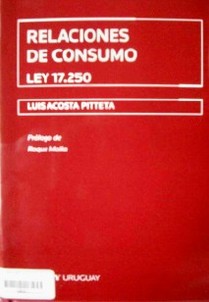 RELACIONES
DE CONSUMO
LEY 17.250
LUIS ACOSTA PITTETA
Prólogo de
Roque Molla
URUGUAY